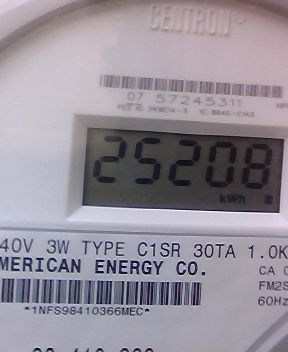 CENTRON®
07 57245311
25208
kWh
40V 3W TYPE C1SR 30TA 1.0K
MERICAN ENERGY CO.
CA 0
FM2S
60Hz
*1NFS98410366MEC*